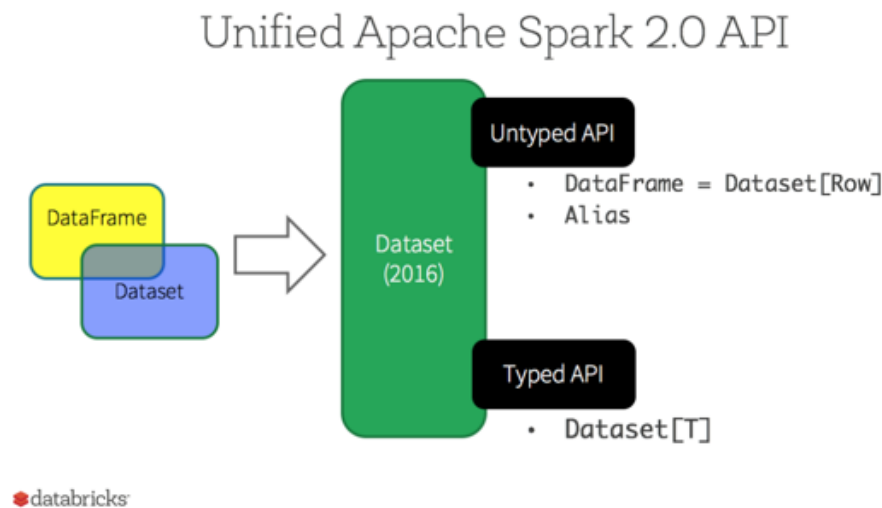 Unified Apache Spark 2.0 API
DataFrame
Dataset
Dataset
(2016)
Untyped API
• DataFrame = Dataset[Row]
• Alias
Typed API
• Dataset[T]
databricks